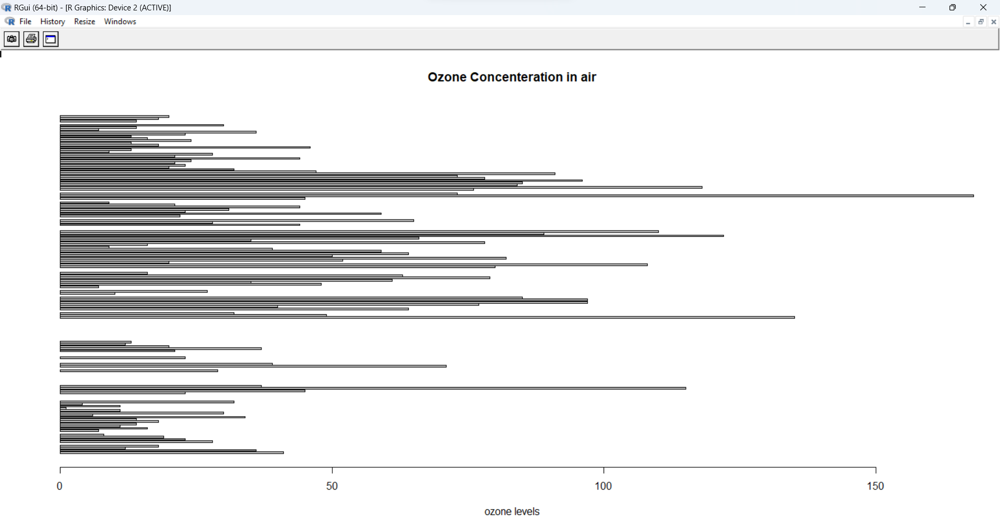 RGui (64-bit) - [R Graphics: Device 2 (ACTIVE)]
File History Resize Windows
Ozone Concenteration in air
0 50 100 150
ozone levels